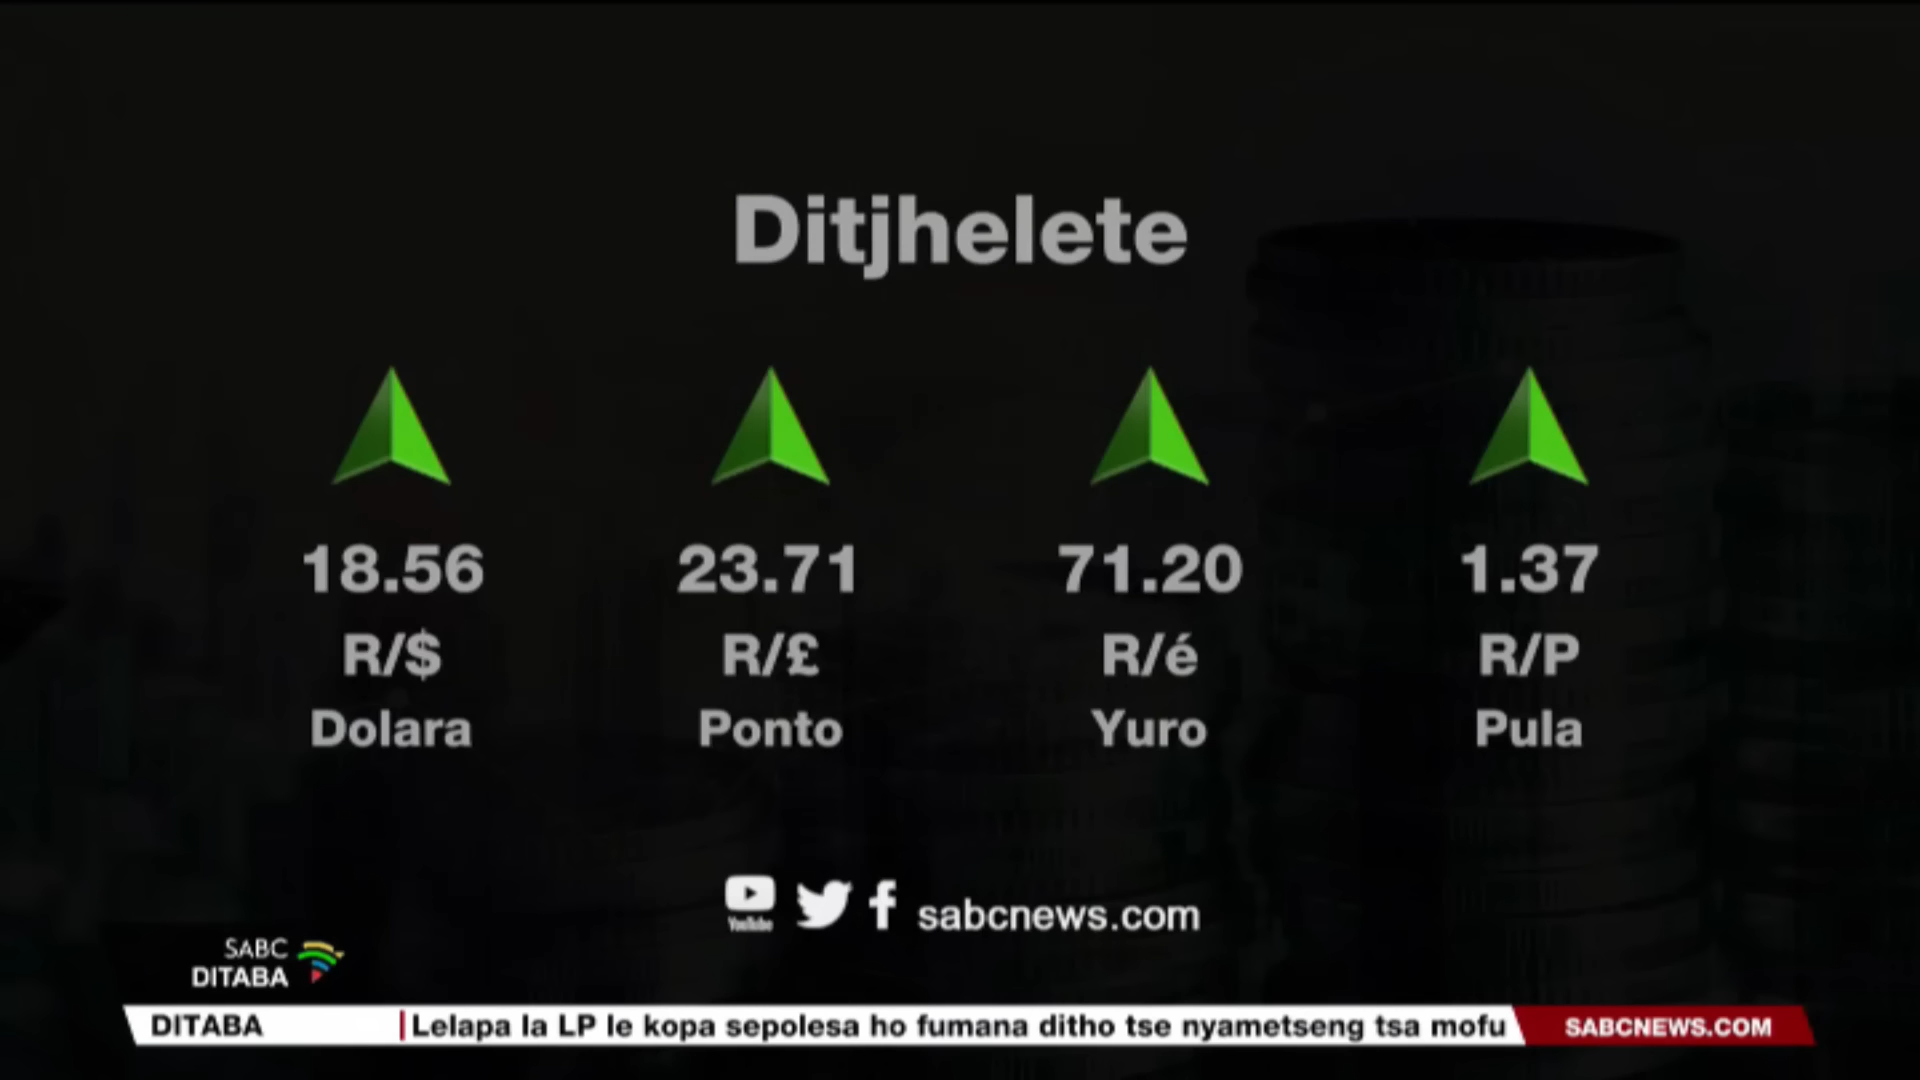 Ditjhelete
18.56 23.71 71.20 1.37
R/$ R/£ R/é R/P
Dolara Ponto Yuro Pula
YouTube sabcnews.com
SABC
DITABA
DITABA Lelapa la LP le kopa sepolesa ho fumana ditho tse nyametseng tsa mofu SABCNEWS.COM